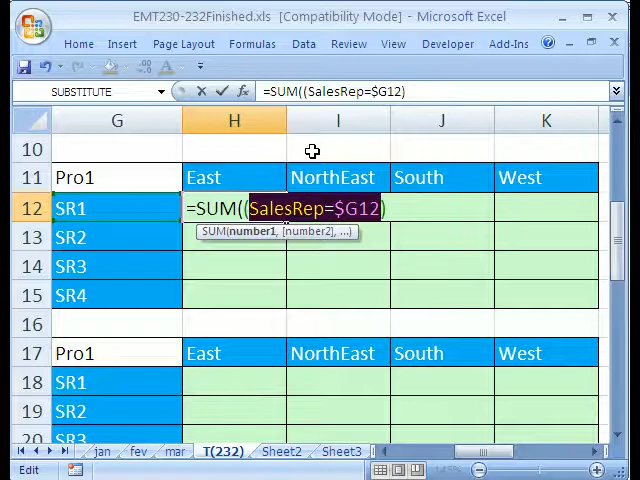 EMT230-232Finished.xls [Compatibility Mode] - Microsoft Excel
Home Insert Page Layout Formulas Data Review View Developer Add-Ins
SUBSTITUTE =SUM((SalesRep=$G12)
G H I J K
10
11 Pro1 East NorthEast South West
12 SR1 =SUM((SalesRep=$G12)
SUM(number1, [number2], ...)
13 SR2
14 SR3
15 SR4
16
17 Pro1 East NorthEast South West
18 SR1
19 SR2
20 SR3
jan fev mar T(232) Sheet2 Sheet3
Edit 145%